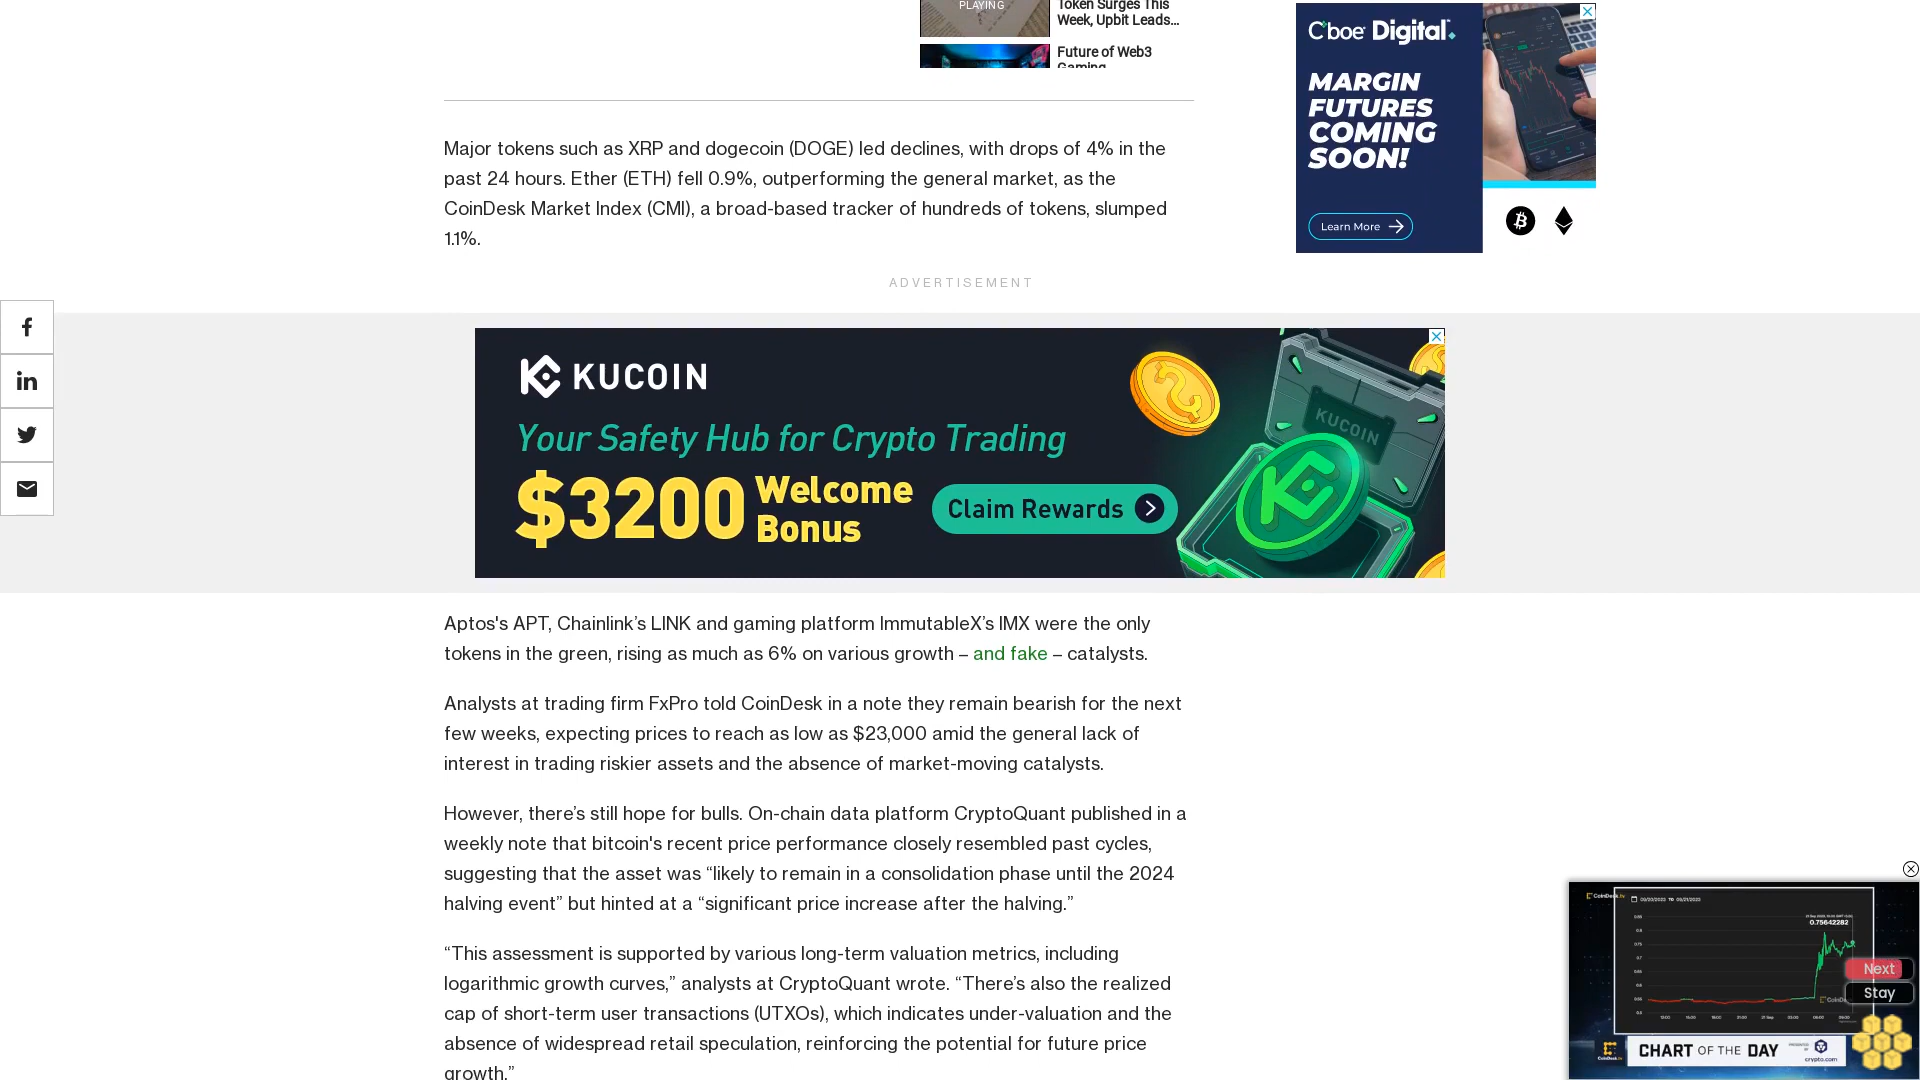 PLAYING
Token Surges This
Week, Upbit Leads...
Future of Web3
Gaming
Cboe Digital
MARGIN
FUTURES
COMING
SOON!
Learn More
Major tokens such as XRP and dogecoin (DOGE) led declines, with drops of 4% in the
past 24 hours. Ether (ETH) fell 0.9%, outperforming the general market, as the
CoinDesk Market Index (CMI), a broad-based tracker of hundreds of tokens, slumped
1.1%.
ADVERTISEMENT
KUCOIN
Your Safety Hub for Crypto Trading
$3200 Welcome
Bonus
Claim Rewards
KUCOIN
Aptos's APT, Chainlink’s LINK and gaming platform ImmutableX’s IMX were the only
tokens in the green, rising as much as 6% on various growth – and fake – catalysts.
Analysts at trading firm FxPro told CoinDesk in a note they remain bearish for the next
few weeks, expecting prices to reach as low as $23,000 amid the general lack of
interest in trading riskier assets and the absence of market-moving catalysts.
However, there’s still hope for bulls. On-chain data platform CryptoQuant published in a
weekly note that bitcoin's recent price performance closely resembled past cycles,
suggesting that the asset was “likely to remain in a consolidation phase until the 2024
halving event” but hinted at a “significant price increase after the halving.”
“This assessment is supported by various long-term valuation metrics, including
logarithmic growth curves,” analysts at CryptoQuant wrote. “There’s also the realized
cap of short-term user transactions (UTXOs), which indicates under-valuation and the
absence of widespread retail speculation, reinforcing the potential for future price
growth.”
0.75642282
Next
Stay
CHART OF THE DAY
crypto.com